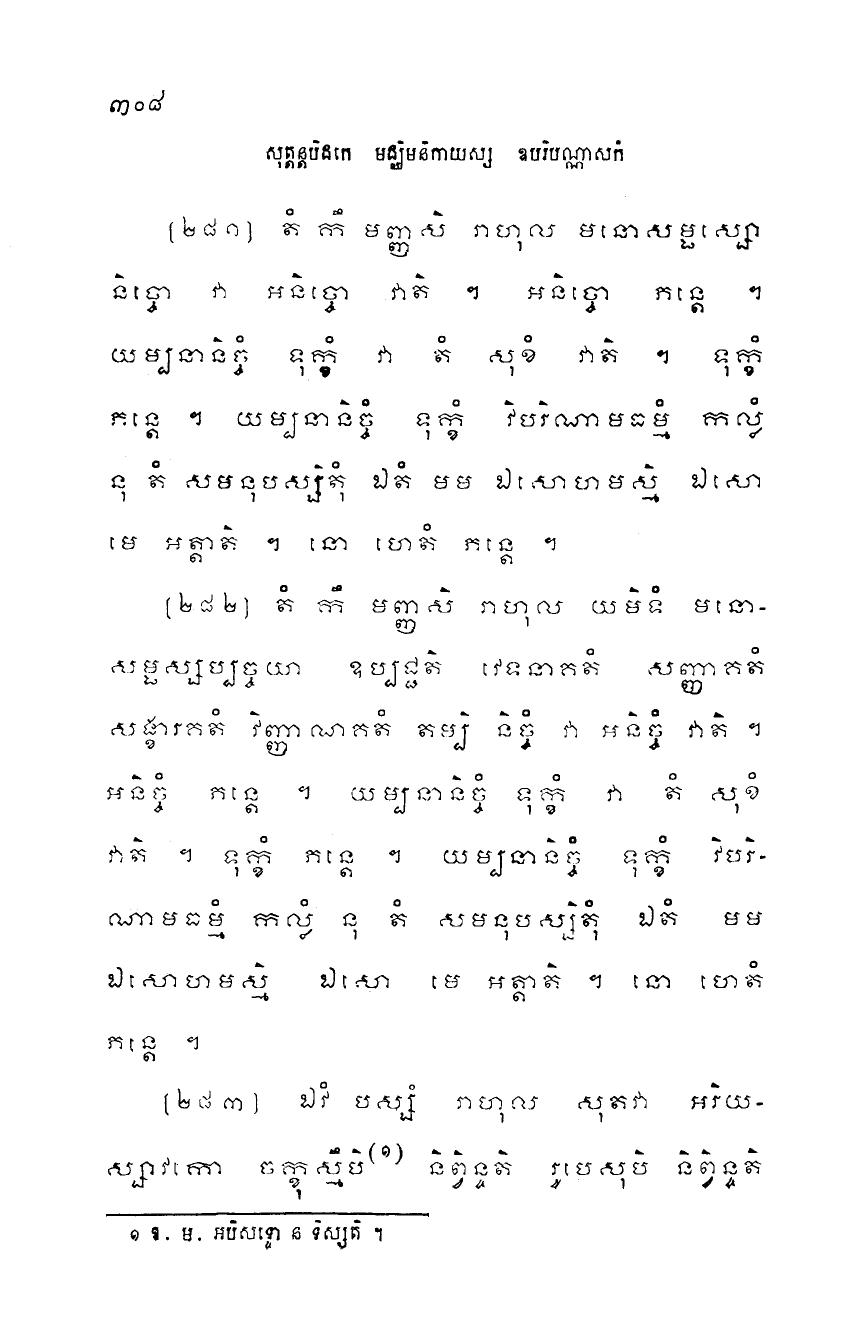 ៣០៨
សុត្តន្តបិដកេ មជ្ឈិមនិកាយស្ស ឧបរិបណ្ណាសកំ
[២៨១] តំ កឹ មញ្ញសិ រាហុល មនោសម្ផស្សោ
និច្ចោ វា អនិច្ចោ វាតិ ។ អនិច្ចោ ភន្តេ ។
យម្បនានិច្ចំ ទុក្ខំ វា តំ សុខំ វាតិ ។ ទុក្ខំ
ភន្តេ ។ យម្បនានិច្ចំ ទុក្ខំ វិបរិណាមធម្មំ កល្លំ
នុ តំ សមនុបស្សិតុំ ឯតំ មម ឯសោហមស្មិ ឯសោ
មេ អត្តាតិ ។ នោ ហេតំ ភន្តេ ។
[២៨២] តំ កឹ មញ្ញសិ រាហុល យមិទំ មនោ-
សម្ផស្សប្បច្ចយា ឧប្បជ្ជតិ វេទនាគតំ សញ្ញាគតំ
សង្ខារគតំ វិញ្ញាណគតំ តម្បិ និច្ចំ វា អនិច្ចំ វាតិ ។
អនិច្ចំ ភន្តេ ។ យម្បនានិច្ចំ ទុក្ខំ វា តំ សុខំ
វាតិ ។ ទុក្ខំ ភន្តេ ។ យម្បនានិច្ចំ ទុក្ខំ វិបរិ-
ណាមធម្មំ កល្លំ នុ តំ សមនុបស្សិតុំ ឯតំ មម
ឯសោហមស្មិ ឯសោ មេ អត្តាតិ ។ នោ ហេតំ
ភន្តេ ។
[២៨៣] ឯវំ បស្សំ រាហុល សុតវា អរិយ-
ស្សាវកោ ចក្ខុស្មឹបិ(១) និព្វិន្ទតិ រូបេសុបិ និព្វិន្ទតិ
១ ឱ. ម. អបិសទ្ទោ ន ទិស្សតិ ។